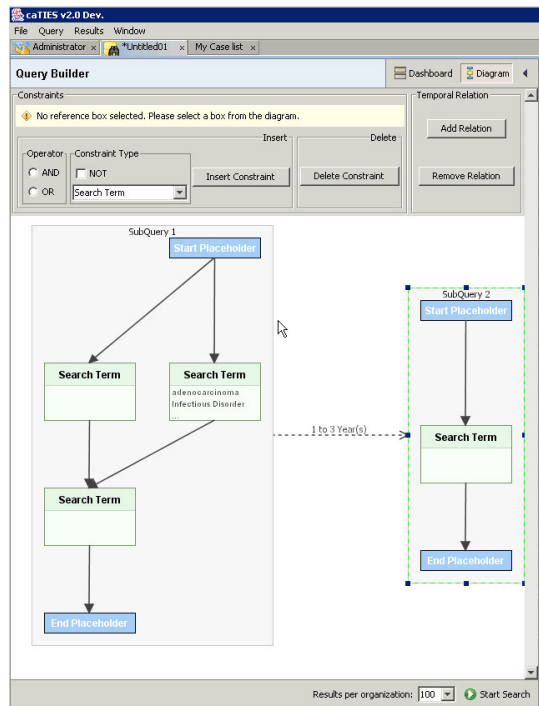 caTIES v2.0 Dev.
File Query Results Window
Administrator × *Untitled01 × My Case list ×
Query Builder
Dashboard Diagram
Constraints
Temporal Relation
No reference box selected. Please select a box from the diagram.
Insert
Delete
Add Relation
Operator
Constraint Type
AND
NOT
Insert Constraint
Delete Constraint
Remove Relation
OR
Search Term
SubQuery 1
Start Placeholder
SubQuery 2
Start Placeholder
Search Term
Search Term
adenocarcinoma
Infectious Disorder
...
1 to 3 Year(s)
Search Term
Search Term
End Placeholder
End Placeholder
Results per organization: 100 Start Search